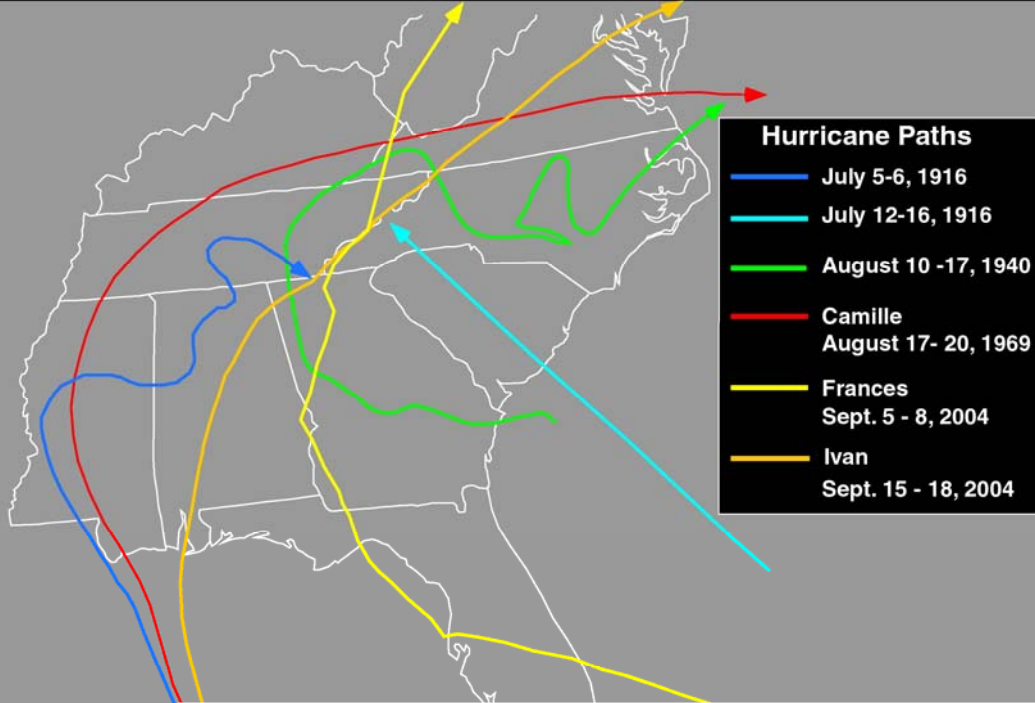 Hurricane Paths
July 5-6, 1916
July 12-16, 1916
August 10 -17, 1940
Camille
August 17- 20, 1969
Frances
Sept. 5 - 8, 2004
Ivan
Sept. 15 - 18, 2004